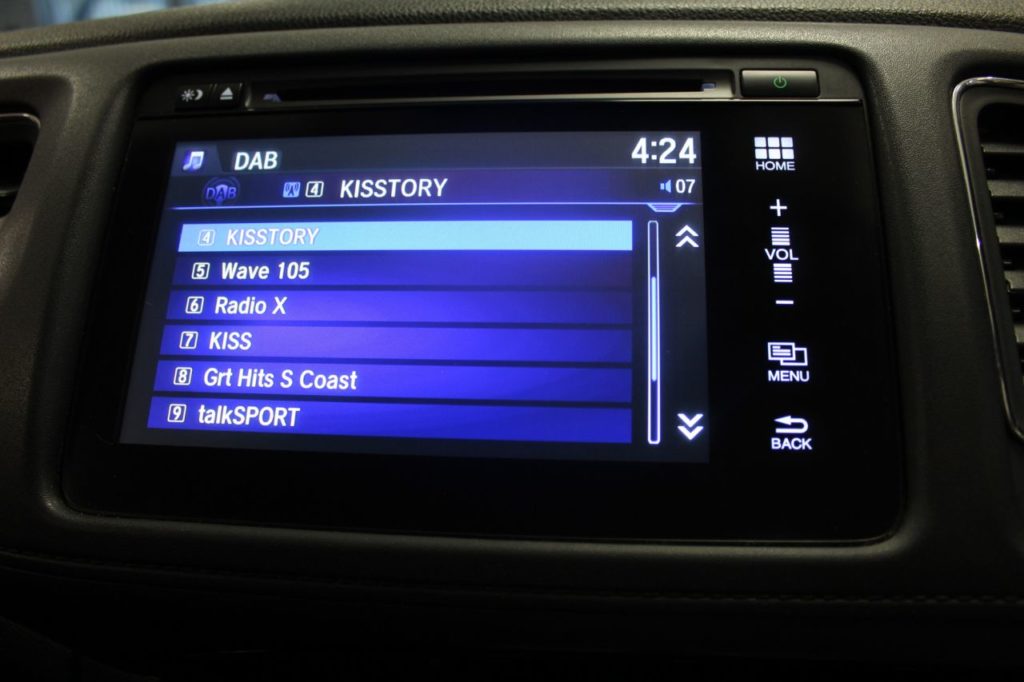 DAB 4:24
DAB 4 KISSTORY 07
4 KISSTORY
5 Wave 105
6 Radio X
7 KISS
8 Grt Hits S Coast
9 talkSPORT
HOME
+
VOL
−
MENU
BACK